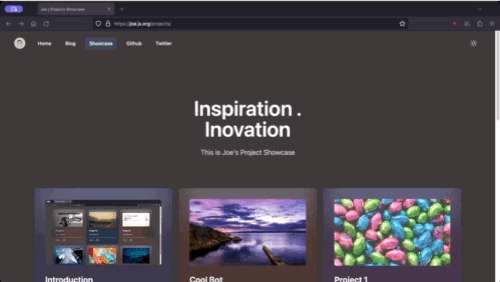 Joe | Project Showcase
https://joe.js.org/projects/
Home Blog Showcase Github Twitter
Inspiration .
Inovation
This is Joe's Project Showcase
Introduction Cool Bot Project 1